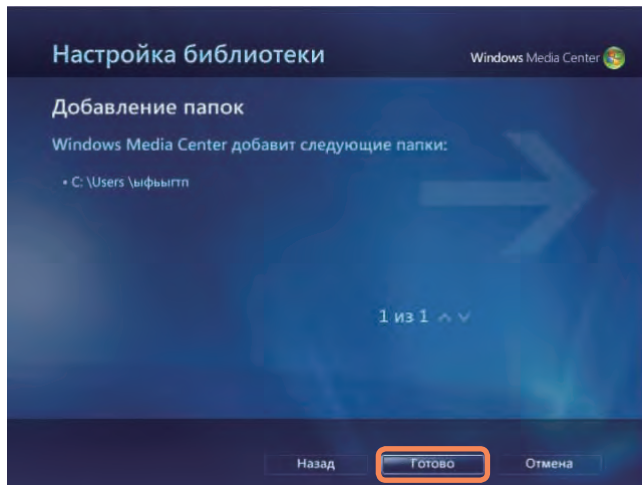 Настройка библиотеки
Windows Media Center
Добавление папок
Windows Media Center добавит следующие папки:
• C: \Users \ыфьыгтп
1 из 1
Назад Готово Отмена